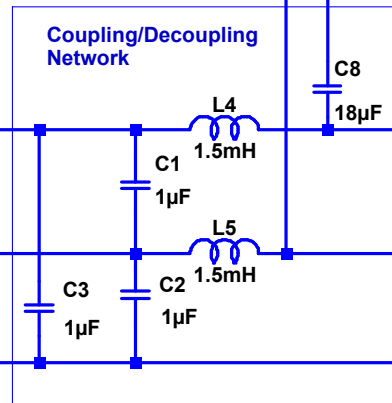 Coupling/Decoupling
Network
C8
18µF
L4
1.5mH
C1
1µF
L5
1.5mH
C3
1µF
C2
1µF